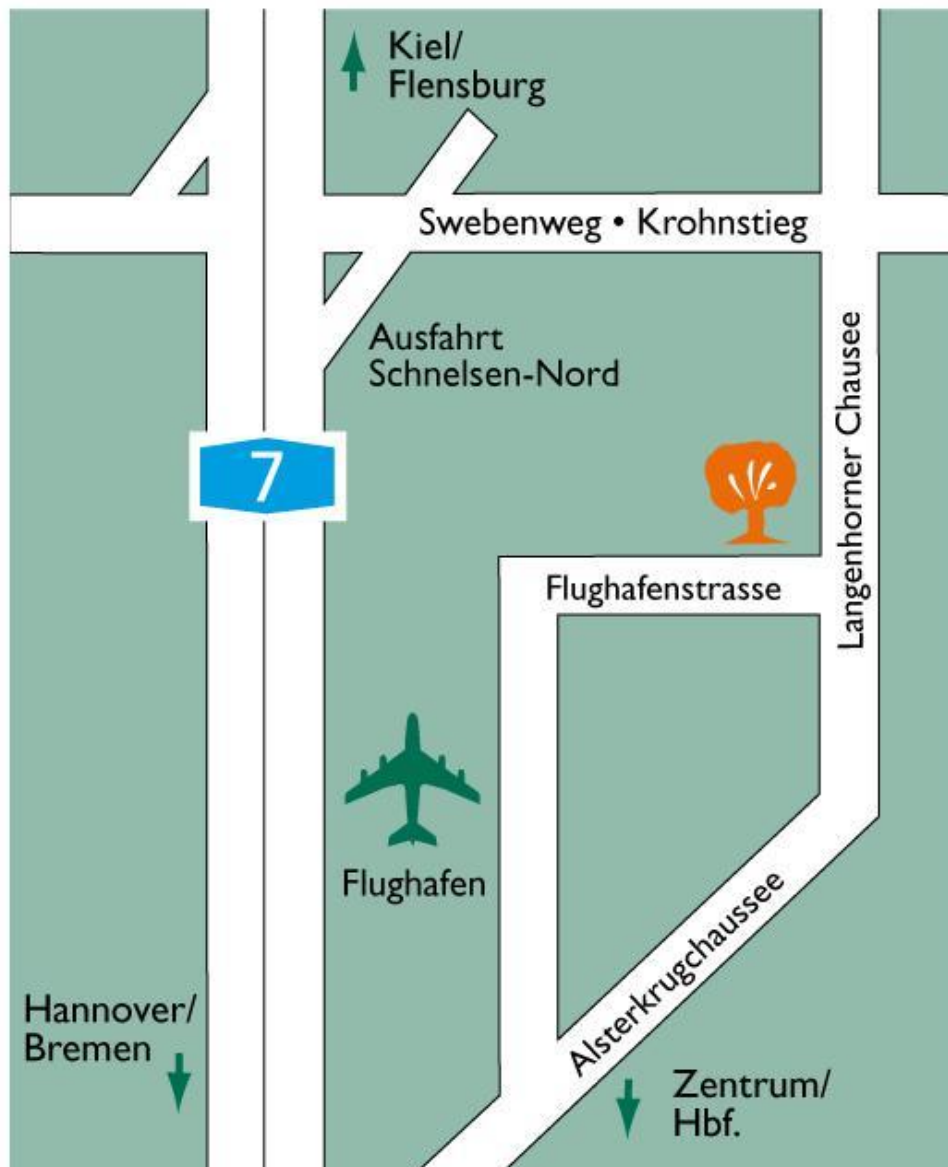 Kiel/
Flensburg
Swebenweg • Krohnstieg
Ausfahrt
Schnelsen-Nord
Langenhorner Chausee
7
Flughafenstrasse
Flughafen
Alsterkrugchaussee
Hannover/
Bremen
Zentrum/
Hbf.